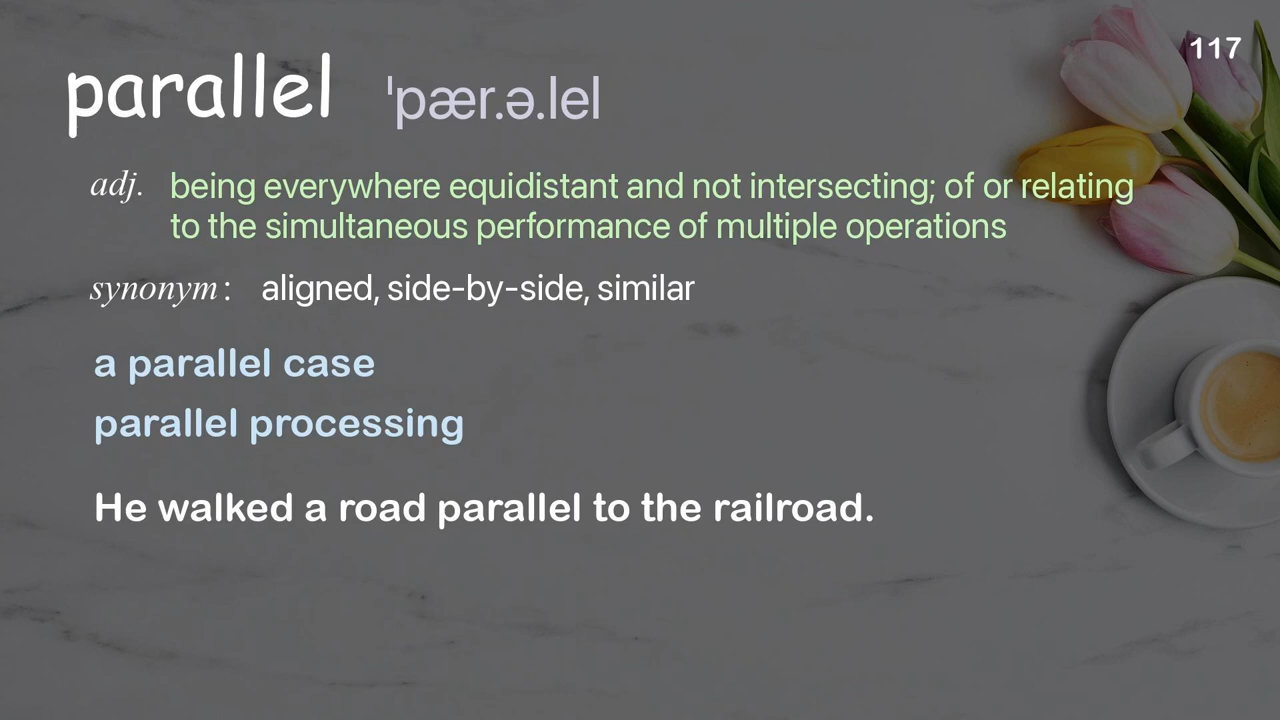 117
parallel ˈpær.ə.lel
adj. being everywhere equidistant and not intersecting; of or relating
to the simultaneous performance of multiple operations
synonym: aligned, side-by-side, similar
a parallel case
parallel processing
He walked a road parallel to the railroad.